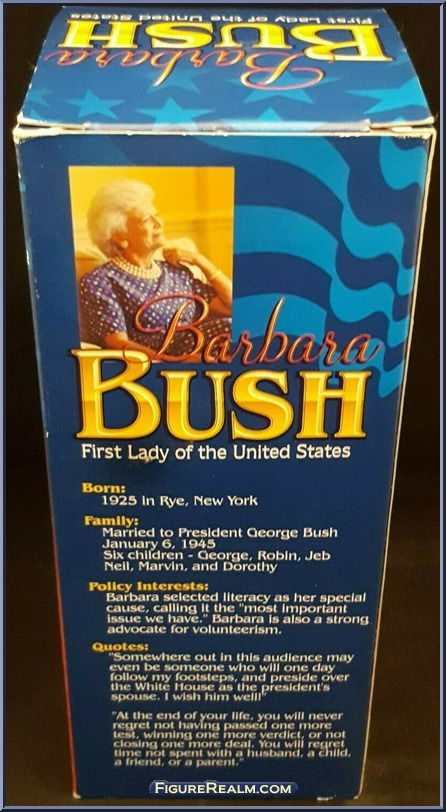 First Lady of the United States
BUSH
Barbara
Barbara
BUSH
First Lady of the United States
Born:
1925 in Rye, New York
Family:
Married to President George Bush
January 6, 1945
Six children - George, Robin, Jeb
Neil, Marvin, and Dorothy
Policy Interests:
Barbara selected literacy as her special
cause, calling it the "most important
issue we have." Barbara is also a strong
advocate for volunteerism.
Quotes:
"Somewhere out in this audience may
even be someone who will one day
follow my footsteps, and preside over
the White House as the president's
spouse. I wish him well!"
"At the end of your life, you will never
regret not having passed one more
test, winning one more verdict, or not
closing one more deal. You will regret
time not spent with a husband, a child,
a friend, or a parent."
FIGUREREALM.COM